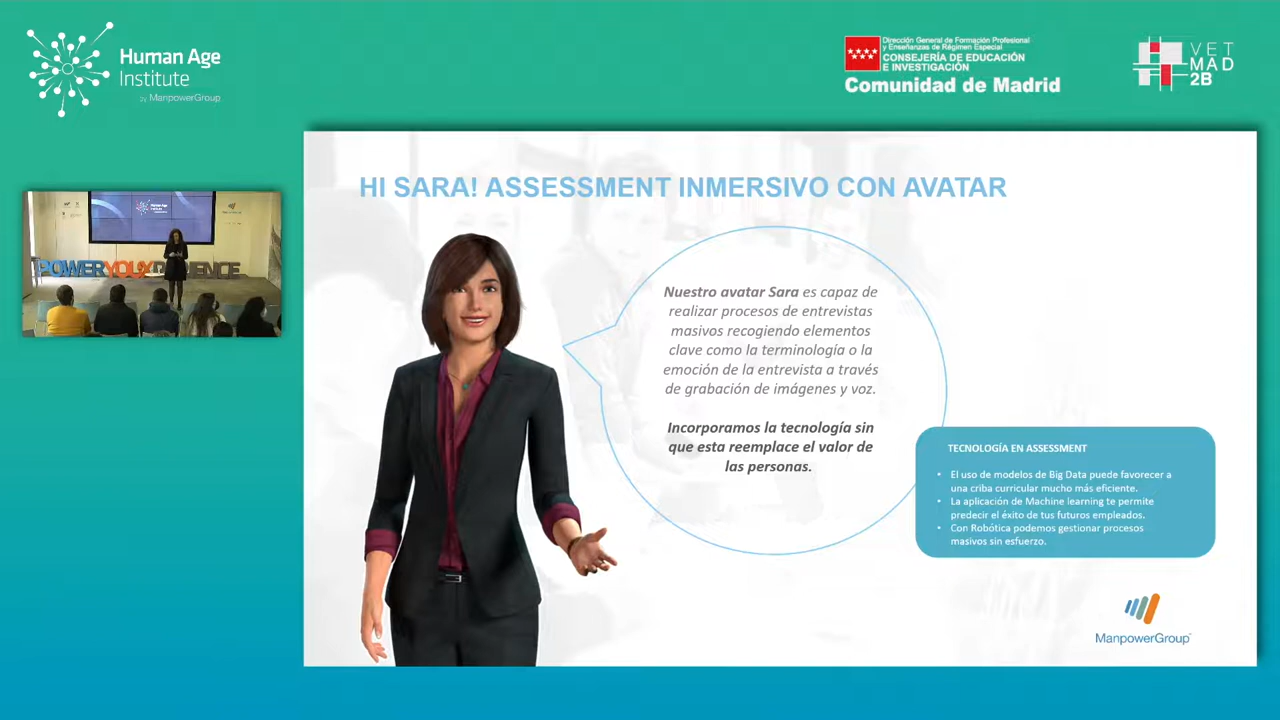 Human Age
Institute
by ManpowerGroup
Dirección General de Formación Profesional
y Enseñanzas de Régimen Especial
CONSEJERÍA DE EDUCACIÓN
E INVESTIGACIÓN
Comunidad de Madrid
VET
MAD
2B
HI SARA! ASSESSMENT INMERSIVO CON AVATAR
Human Age
Institute
POWERYOUXPERIENCE
Nuestro avatar Sara es capaz de
realizar procesos de entrevistas
masivos recogiendo elementos
clave como la terminología o la
emoción de la entrevista a través
de grabación de imágenes y voz.
Incorporamos la tecnología sin
que esta reemplace el valor de
las personas.
TECNOLOGÍA EN ASSESSMENT
• El uso de modelos de Big Data puede favorecer a
una criba curricular mucho más eficiente.
• La aplicación de Machine learning te permite
predecir el éxito de tus futuros empleados.
• Con Robótica podemos gestionar procesos
masivos sin esfuerzo.
ManpowerGroup